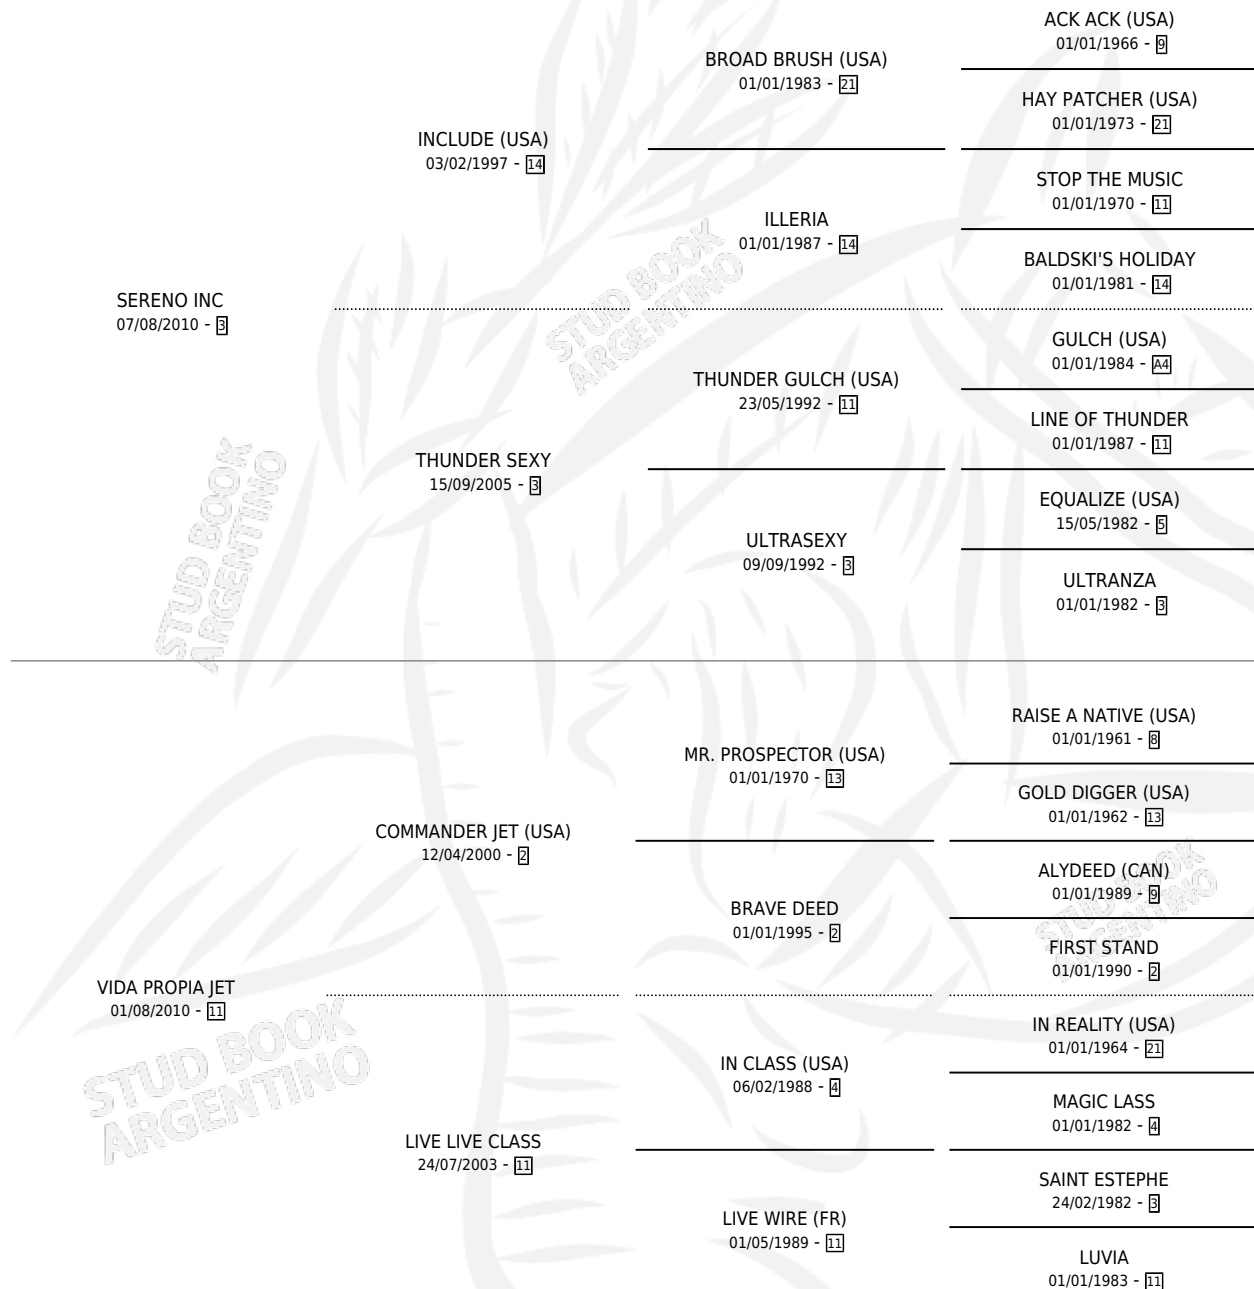 ACK ACK (USA)
01/01/1966 - 9
BROAD BRUSH (USA)
01/01/1983 - 21
HAY PATCHER (USA)
01/01/1973 - 21
INCLUDE (USA)
03/02/1997 - 14
STOP THE MUSIC
01/01/1970 - 11
ILLERIA
01/01/1987 - 14
BALDSKI'S HOLIDAY
01/01/1981 - 14
SERENO INC
07/08/2010 - 3
GULCH (USA)
01/01/1984 - A4
THUNDER GULCH (USA)
23/05/1992 - 11
LINE OF THUNDER
01/01/1987 - 11
THUNDER SEXY
15/09/2005 - 3
EQUALIZE (USA)
15/05/1982 - 5
ULTRASEXY
09/09/1992 - 3
ULTRANZA
01/01/1982 - 3
RAISE A NATIVE (USA)
01/01/1961 - 8
MR. PROSPECTOR (USA)
01/01/1970 - 13
GOLD DIGGER (USA)
01/01/1962 - 13
COMMANDER JET (USA)
12/04/2000 - 2
ALYDEED (CAN)
01/01/1989 - 9
BRAVE DEED
01/01/1995 - 2
FIRST STAND
01/01/1990 - 2
VIDA PROPIA JET
01/08/2010 - 11
IN REALITY (USA)
01/01/1964 - 21
IN CLASS (USA)
06/02/1988 - 4
MAGIC LASS
01/01/1982 - 4
LIVE LIVE CLASS
24/07/2003 - 11
SAINT ESTEPHE
24/02/1982 - 3
LIVE WIRE (FR)
01/05/1989 - 11
LUVIA
01/01/1983 - 11
STUD BOOK
ARGENTINO
STUD BOOK
ARGENTINO
STUD BOOK
ARGENTINO
STUD BOOK
ARGENTINO